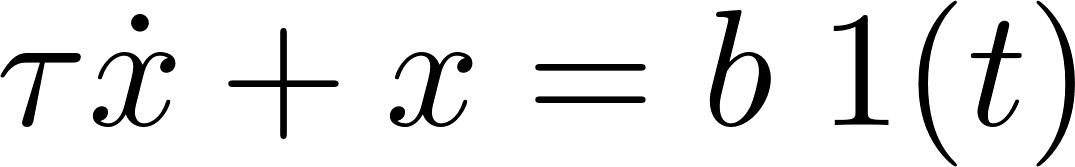 τẋ + x = b 1(t)